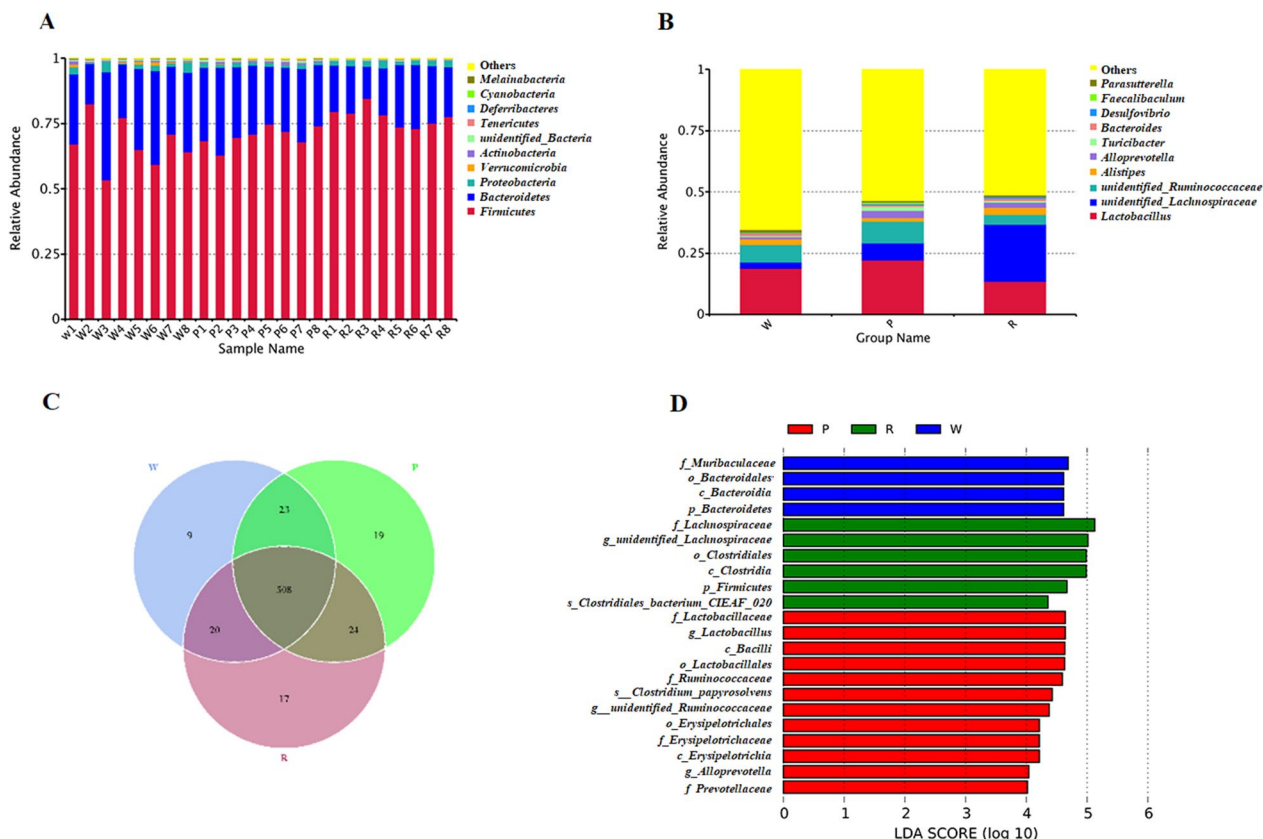 A
Relative Abundance
1
0.75
0.5
0.25
0
W1 W2 W3 W4 W5 W6 W7 W8 P1 P2 P3 P4 P5 P6 P7 P8 R1 R2 R3 R4 R5 R6 R7 R8
Sample Name
Others
Melainabacteria
Cyanobacteria
Deferribacteres
Tenericutes
unidentified_Bacteria
Actinobacteria
Verrucomicrobia
Proteobacteria
Bacteroidetes
Firmicutes
B
Relative Abundance
1
0.75
0.5
0.25
0
W P R
Group Name
Others
Parasutterella
Faecalibaculum
Desulfovibrio
Bacteroides
Turicibacter
Alloprevotella
Alistipes
unidentified_Ruminococcaceae
unidentified_Lachnospiraceae
Lactobacillus
C
W P
23
9 19
508
20 24
17
R
D
P R W
f_Muribaculaceae
o_Bacteroidales
c_Bacteroidia
p_Bacteroidetes
f_Lachnospiraceae
g_unidentified_Lachnospiraceae
o_Clostridiales
c_Clostridia
p_Firmicutes
s_Clostridiales_bacterium_CIEAF_020
f_Lactobacillaceae
g_Lactobacillus
c_Bacilli
o_Lactobacillales
f_Ruminococcaceae
s__Clostridium_papyrosolvens
g__unidentified_Ruminococcaceae
o_Erysipelotrichales
f_Erysipelotrichaceae
c_Erysipelotrichia
g_Alloprevotella
f_Prevotellaceae
0 1 2 3 4 5 6
LDA SCORE (log 10)